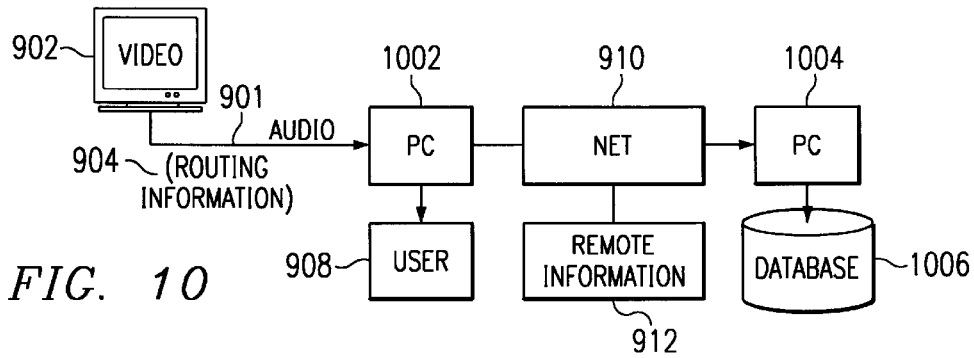 902
VIDEO
901
AUDIO
904
(ROUTING
INFORMATION)
1002
PC
910
NET
1004
PC
908
USER
REMOTE
INFORMATION
912
DATABASE
1006
FIG. 10